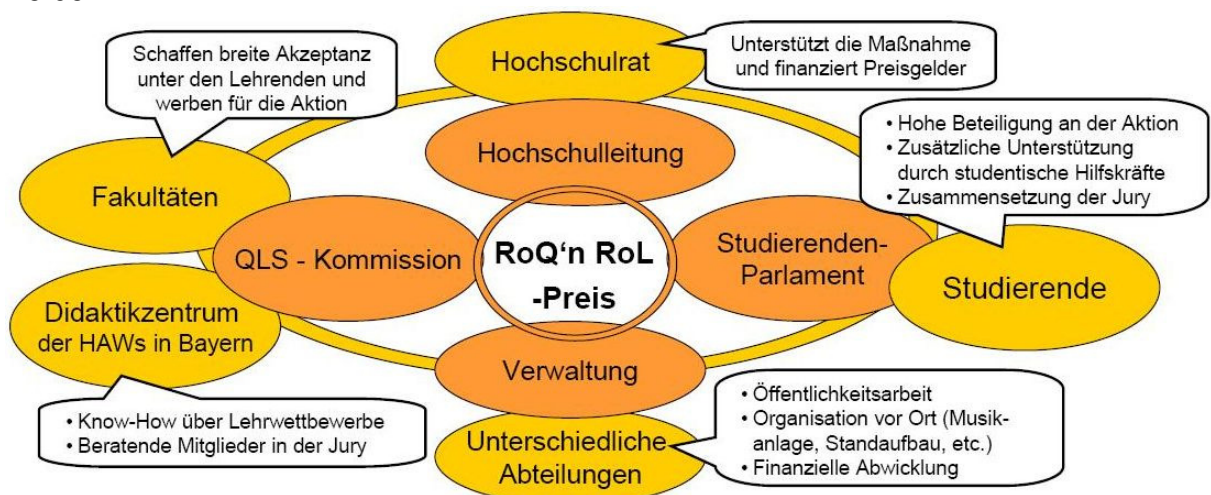 Schaffen breite Akzeptanz
unter den Lehrenden und
werben für die Aktion
Hochschulrat
Unterstützt die Maßnahme
und finanziert Preisgelder
Hochschulleitung
• Hohe Beteiligung an der Aktion
• Zusätzliche Unterstützung
durch studentische Hilfskräfte
• Zusammensetzung der Jury
Fakultäten
QLS - Kommission
RoQ‘n RoL
-Preis
Studierenden-
Parlament
Studierende
Didaktikzentrum
der HAWs in Bayern
Verwaltung
• Know-How über Lehrwettbewerbe
• Beratende Mitglieder in der Jury
Unterschiedliche
Abteilungen
• Öffentlichkeitsarbeit
• Organisation vor Ort (Musik-
anlage, Standaufbau, etc.)
• Finanzielle Abwicklung